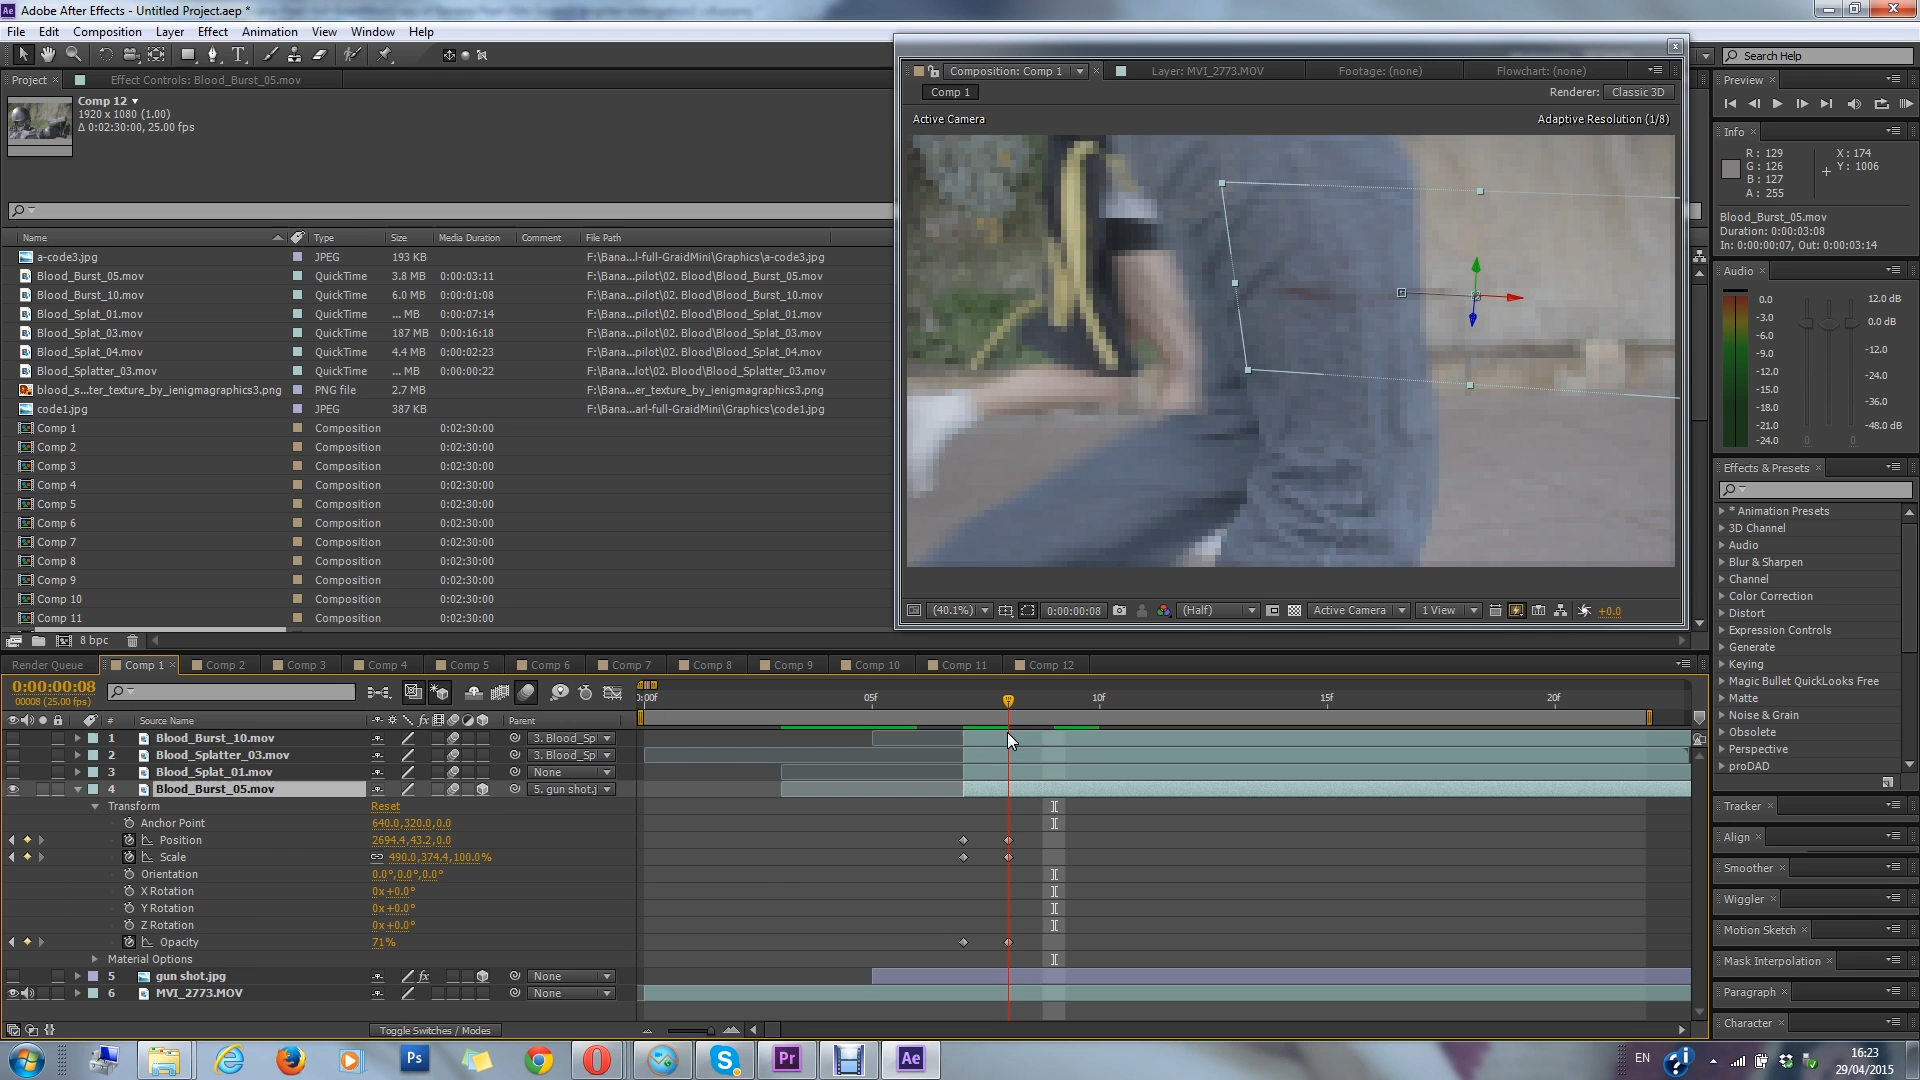 Adobe After Effects - Untitled Project.aep *
File Edit Composition Layer Effect Animation View Window Help
Search Help
Project Effect Controls: Blood_Burst_05.mov
Comp 12
1920 x 1080 (1.00)
Δ 0:02:30:00, 25.00 fps
Name Type Size Media Duration Comment File Path
a-code3.jpg JPEG 193 KB F:\Bana...l-full-GraidMini\Graphics\a-code3.jpg
Blood_Burst_05.mov QuickTime 3.8 MB 0:00:03:11 F:\Bana...pilot\02. Blood\Blood_Burst_05.mov
Blood_Burst_10.mov QuickTime 6.0 MB 0:00:01:08 F:\Bana...pilot\02. Blood\Blood_Burst_10.mov
Blood_Splat_01.mov QuickTime ... MB 0:00:07:14 F:\Bana...pilot\02. Blood\Blood_Splat_01.mov
Blood_Splat_03.mov QuickTime 187 MB 0:00:16:18 F:\Bana...pilot\02. Blood\Blood_Splat_03.mov
Blood_Splat_04.mov QuickTime 4.4 MB 0:00:02:23 F:\Bana...pilot\02. Blood\Blood_Splat_04.mov
Blood_Splatter_03.mov QuickTime ... MB 0:00:00:22 F:\Bana...lot\02. Blood\Blood_Splatter_03.mov
blood_s...ter_texture_by_ienigmagraphics3.png PNG file 2.7 MB F:\Bana...er_texture_by_ienigmagraphics3.png
code1.jpg JPEG 387 KB F:\Bana...arl-full-GraidMini\Graphics\code1.jpg
Comp 1 Composition 0:02:30:00
Comp 2 Composition 0:02:30:00
Comp 3 Composition 0:02:30:00
Comp 4 Composition 0:02:30:00
Comp 5 Composition 0:02:30:00
Comp 6 Composition 0:02:30:00
Comp 7 Composition 0:02:30:00
Comp 8 Composition 0:02:30:00
Comp 9 Composition 0:02:30:00
Comp 10 Composition 0:02:30:00
Comp 11 Composition 0:02:30:00
8 bpc
Composition: Comp 1 Layer: MVI_2773.MOV Footage: (none) Flowchart: (none)
Comp 1 Renderer: Classic 3D
Active Camera Adaptive Resolution (1/8)
(40.1%) 0:00:00:08 (Half) Active Camera 1 View +0.0
Preview
Info
R: 129 X: 174
G: 126 Y: 1006
B: 127
A: 255
Blood_Burst_05.mov
Duration: 0:00:03:08
In: 0:00:00:07, Out: 0:00:03:14
Audio
0.0 12.0 dB
-3.0 0.0 dB
-6.0
-9.0 -12.0
-12.0
-15.0 -24.0
-18.0 -36.0
-21.0 -48.0 dB
-24.0 0 0
Effects & Presets
* Animation Presets
3D Channel
Audio
Blur & Sharpen
Channel
Color Correction
Distort
Expression Controls
Generate
Keying
Magic Bullet QuickLooks Free
Matte
Noise & Grain
Obsolete
Perspective
proDAD
Tracker
Align
Smoother
Wiggler
Motion Sketch
Mask Interpolation
Paragraph
Character
Render Queue Comp 1 Comp 2 Comp 3 Comp 4 Comp 5 Comp 6 Comp 7 Comp 8 Comp 9 Comp 10 Comp 11 Comp 12
0:00:00:08
00008 (25.00 fps)
0:00F 05f 10f 15f 20f
# Source Name fx Parent
1 Blood_Burst_10.mov 3. Blood_Sp
2 Blood_Splatter_03.mov 3. Blood_Sp
3 Blood_Splat_01.mov None
4 Blood_Burst_05.mov 5. gun shot.j
Transform Reset
Anchor Point 640.0,320.0,0.0
Position 2694.4,43.2,0.0
Scale 490.0,374.4,100.0%
Orientation 0.0°,0.0°,0.0°
X Rotation 0x+0.0°
Y Rotation 0x+0.0°
Z Rotation 0x+0.0°
Opacity 71%
Material Options
5 gun shot.jpg fx None
6 MVI_2773.MOV None
Toggle Switches / Modes
Ps S Pr Ae
EN 16:23
29/04/2015